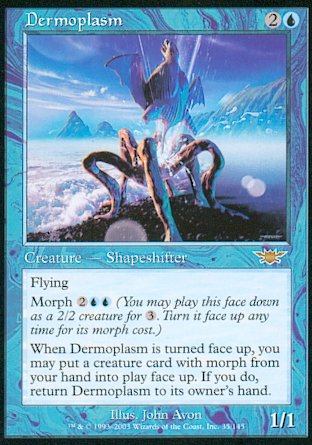 Dermoplasm 2
Creature — Shapeshifter
Flying
Morph 2 (You may play this face down
as a 2/2 creature for 3. Turn it face up any
time for its morph cost.)
When Dermoplasm is turned face up, you
may put a creature card with morph from
your hand into play face up. If you do,
return Dermoplasm to its owner's hand.
Illus. John Avon
™ & © 1993–2003 Wizards of the Coast, Inc. 35/145
1/1